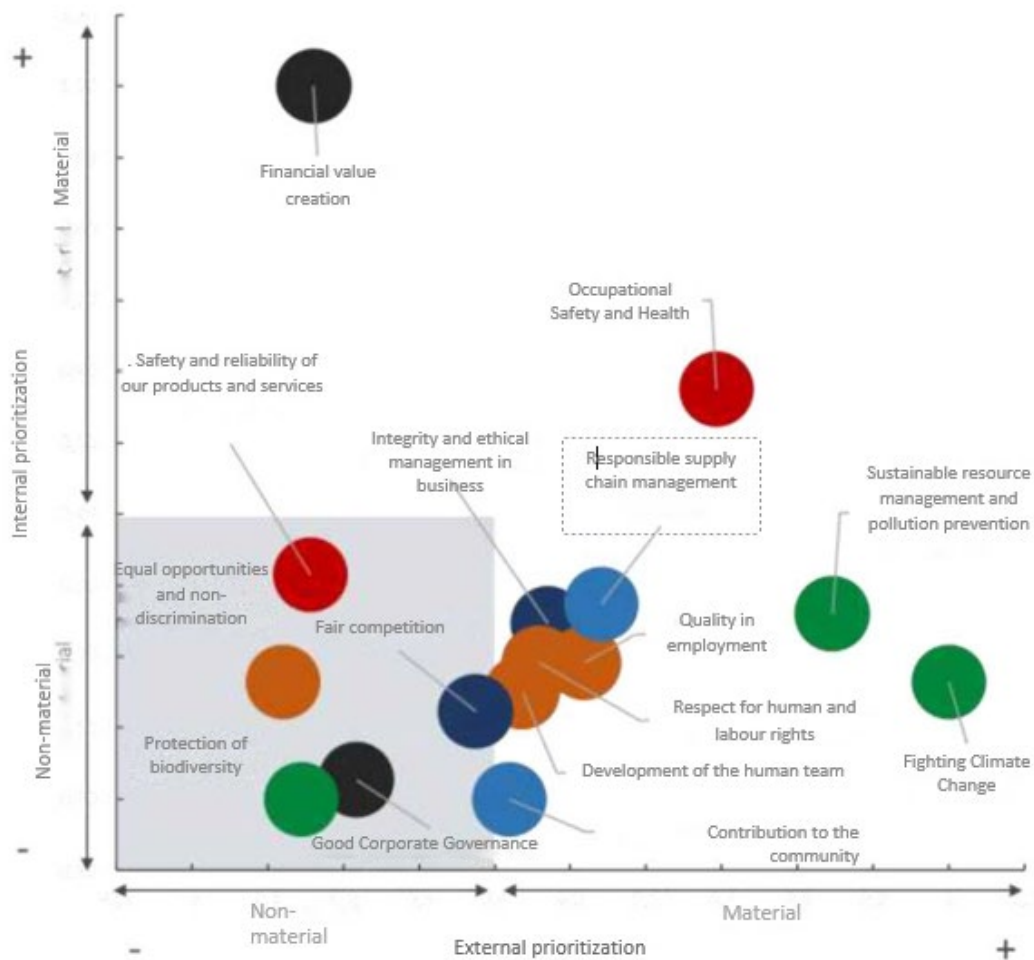 +
Material
Internal prioritization
Non-material
-
Financial value
creation
Occupational
Safety and Health
. Safety and reliability of
our products and services
Integrity and ethical
management in
business
Responsible supply
chain management
Sustainable resource
management and
pollution prevention
Equal opportunities
and non-
discrimination
Fair competition
Quality in
employment
Respect for human and
labour rights
Protection of
biodiversity
Development of the human team
Fighting Climate
Change
Good Corporate Governance
Contribution to the
community
Non-
material
Material
-
External prioritization
+